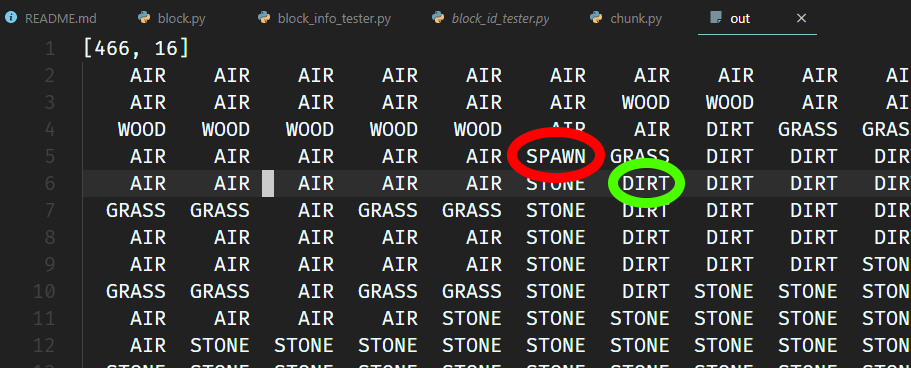 README.md block.py block_info_tester.py block_id_tester.py chunk.py out ×
1 [466, 16]
2 AIR AIR AIR AIR AIR AIR AIR AIR AIR AI
3 AIR AIR AIR AIR AIR AIR WOOD WOOD AIR AI
4 WOOD WOOD WOOD WOOD WOOD AIR AIR DIRT GRASS GRAS
5 AIR AIR AIR AIR AIR SPAWN GRASS DIRT DIRT DIR
6 AIR AIR AIR AIR AIR STONE DIRT DIRT DIRT DIR
7 GRASS GRASS AIR GRASS GRASS STONE DIRT DIRT DIRT DIR
8 AIR AIR AIR AIR AIR STONE DIRT DIRT DIRT DIR
9 AIR AIR AIR AIR AIR STONE DIRT DIRT DIRT STON
10 GRASS GRASS AIR GRASS GRASS STONE DIRT STONE STONE STON
11 AIR AIR AIR AIR STONE STONE STONE STONE STONE STON
12 AIR STONE STONE STONE STONE STONE STONE STONE STONE STON